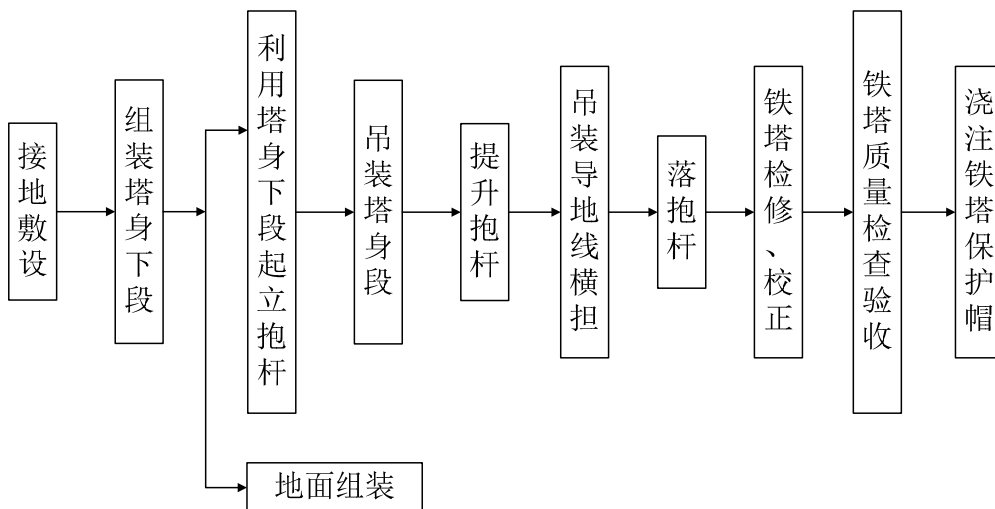 接地敷设
组装塔身下段
利用塔身下段起立抱杆
吊装塔身段
提升抱杆
吊装导地线横担
落抱杆
铁塔检修、校正
铁塔质量检查验收
浇注铁塔保护帽
地面组装